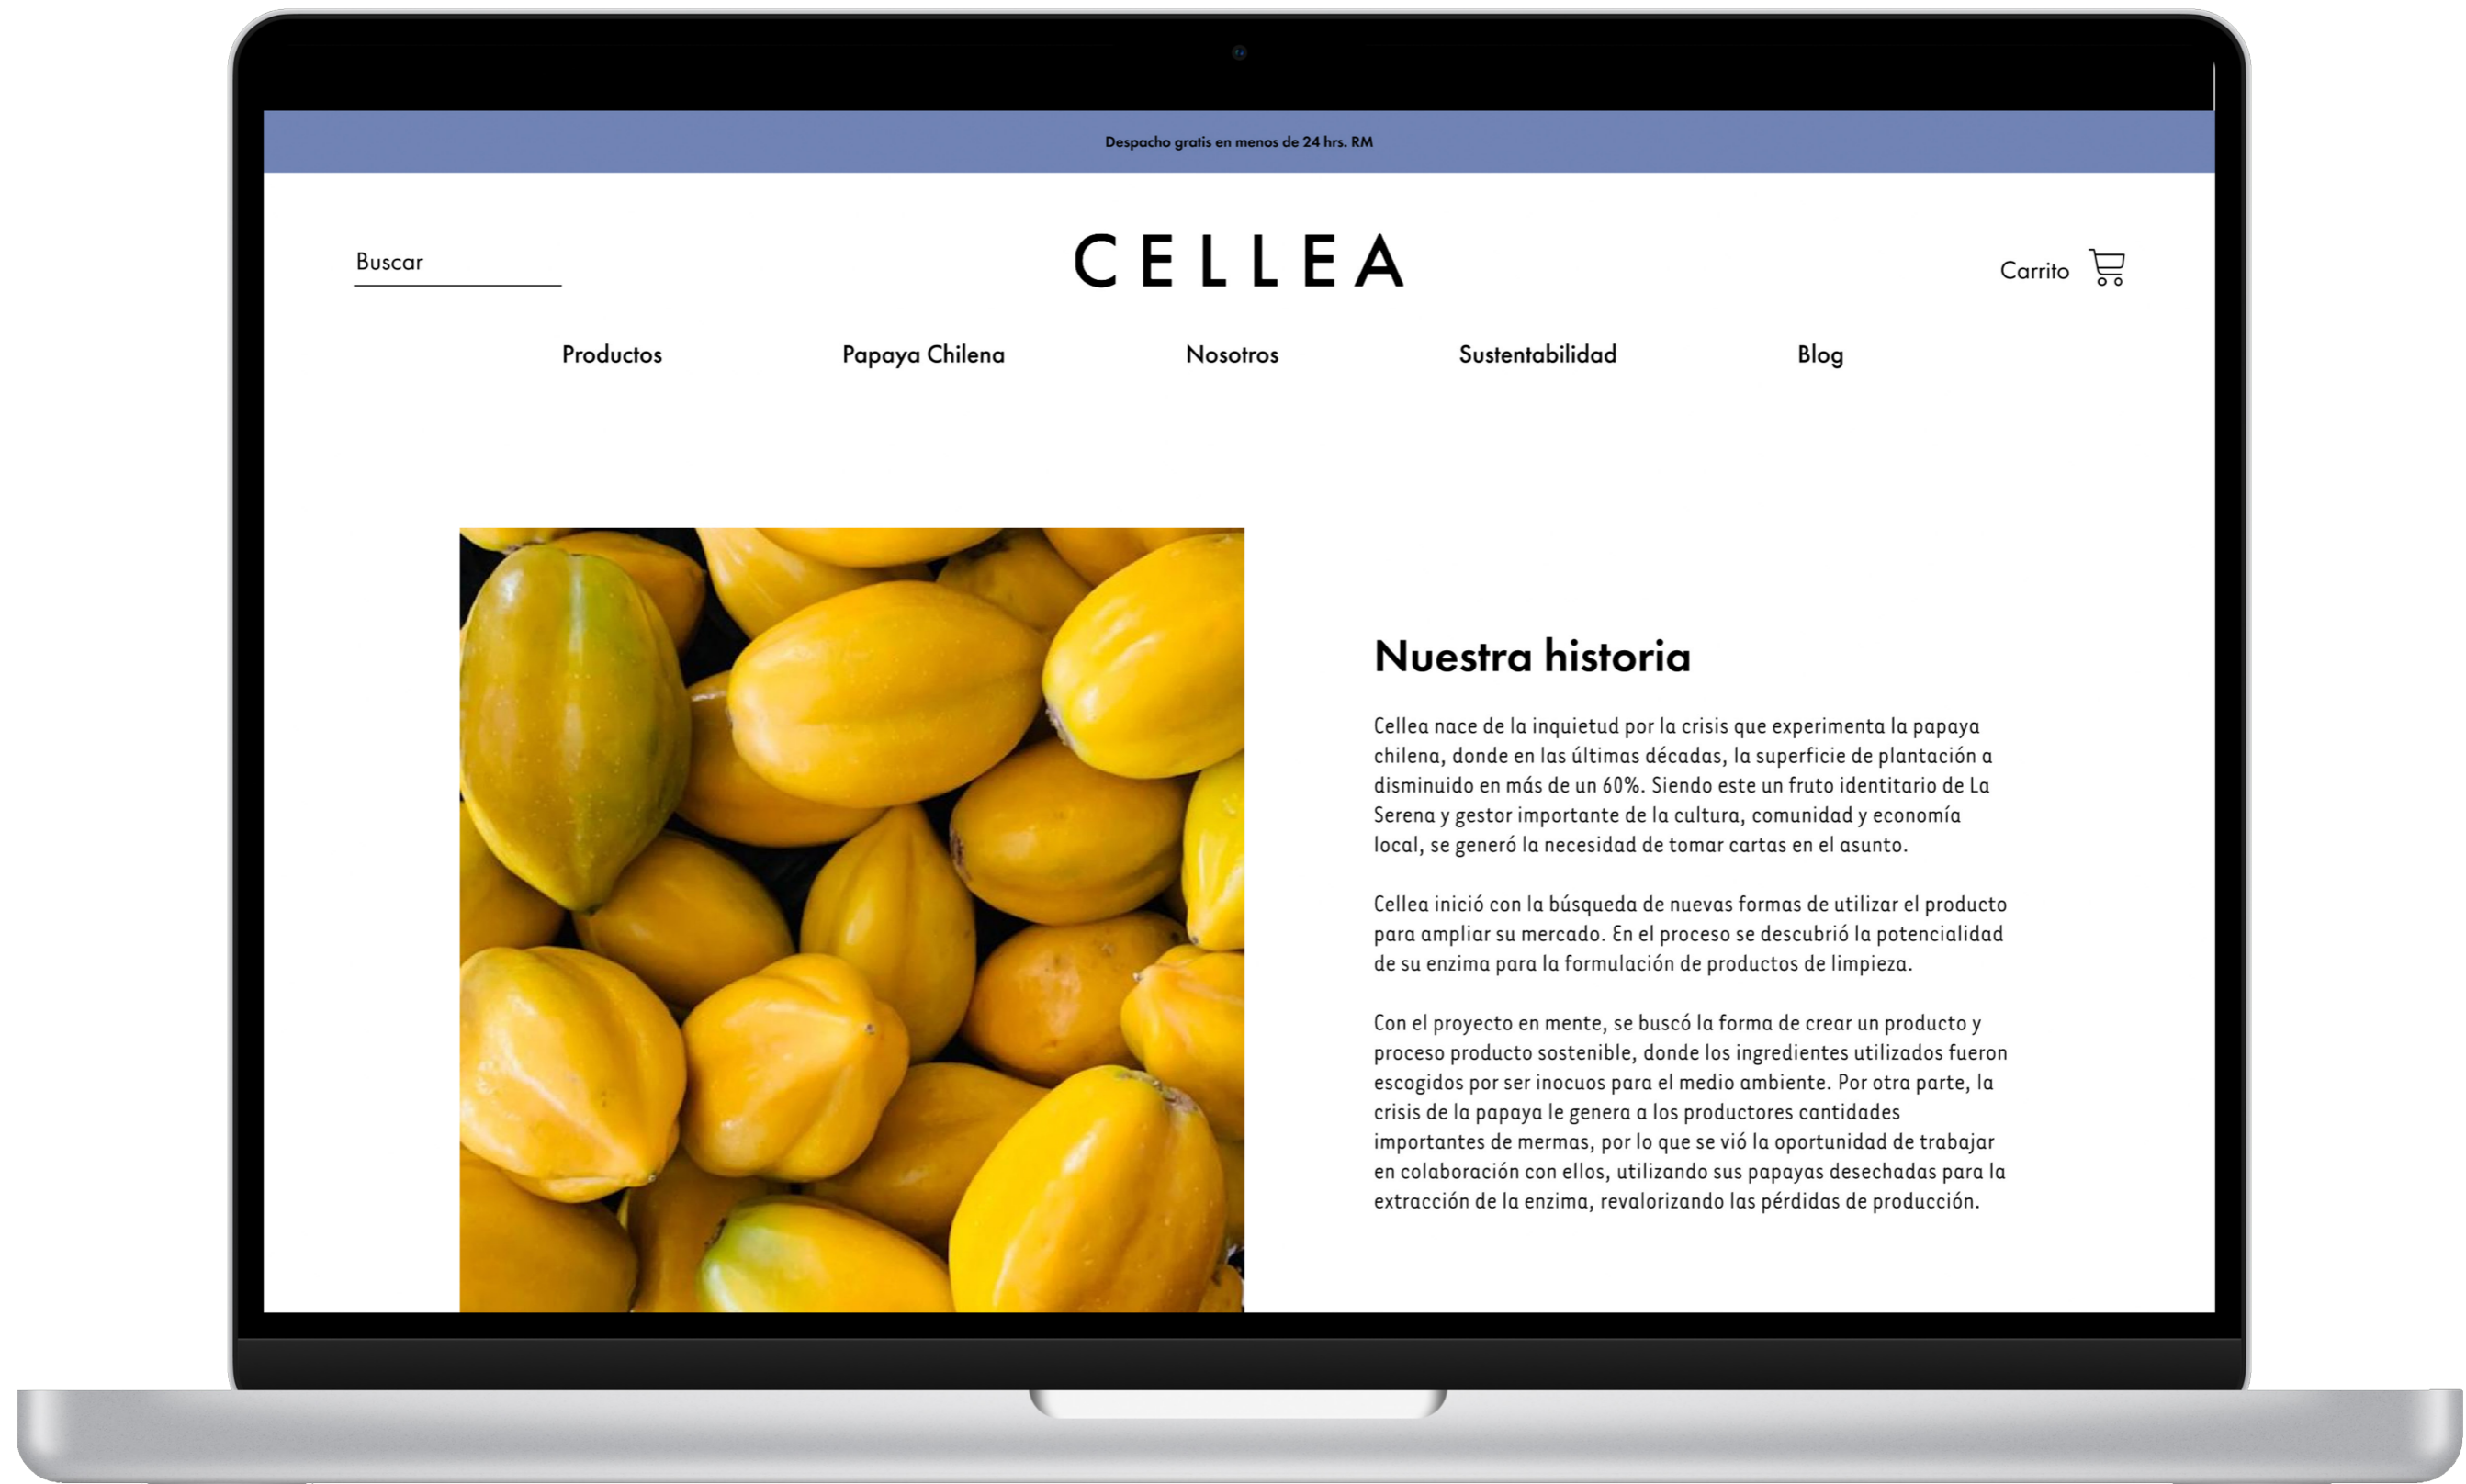 Despacho gratis en menos de 24 hrs. RM
Buscar
CELLEA
Carrito
Productos
Papaya Chilena
Nosotros
Sustentabilidad
Blog
Nuestra historia
Cellea nace de la inquietud por la crisis que experimenta la papaya
chilena, donde en las últimas décadas, la superficie de plantación a
disminuido en más de un 60%. Siendo este un fruto identitario de La
Serena y gestor importante de la cultura, comunidad y economía
local, se generó la necesidad de tomar cartas en el asunto.
Cellea inició con la búsqueda de nuevas formas de utilizar el producto
para ampliar su mercado. En el proceso se descubrió la potencialidad
de su enzima para la formulación de productos de limpieza.
Con el proyecto en mente, se buscó la forma de crear un producto y
proceso producto sostenible, donde los ingredientes utilizados fueron
escogidos por ser inocuos para el medio ambiente. Por otra parte, la
crisis de la papaya le genera a los productores cantidades
importantes de mermas, por lo que se vió la oportunidad de trabajar
en colaboración con ellos, utilizando sus papayas desechadas para la
extracción de la enzima, revalorizando las pérdidas de producción.